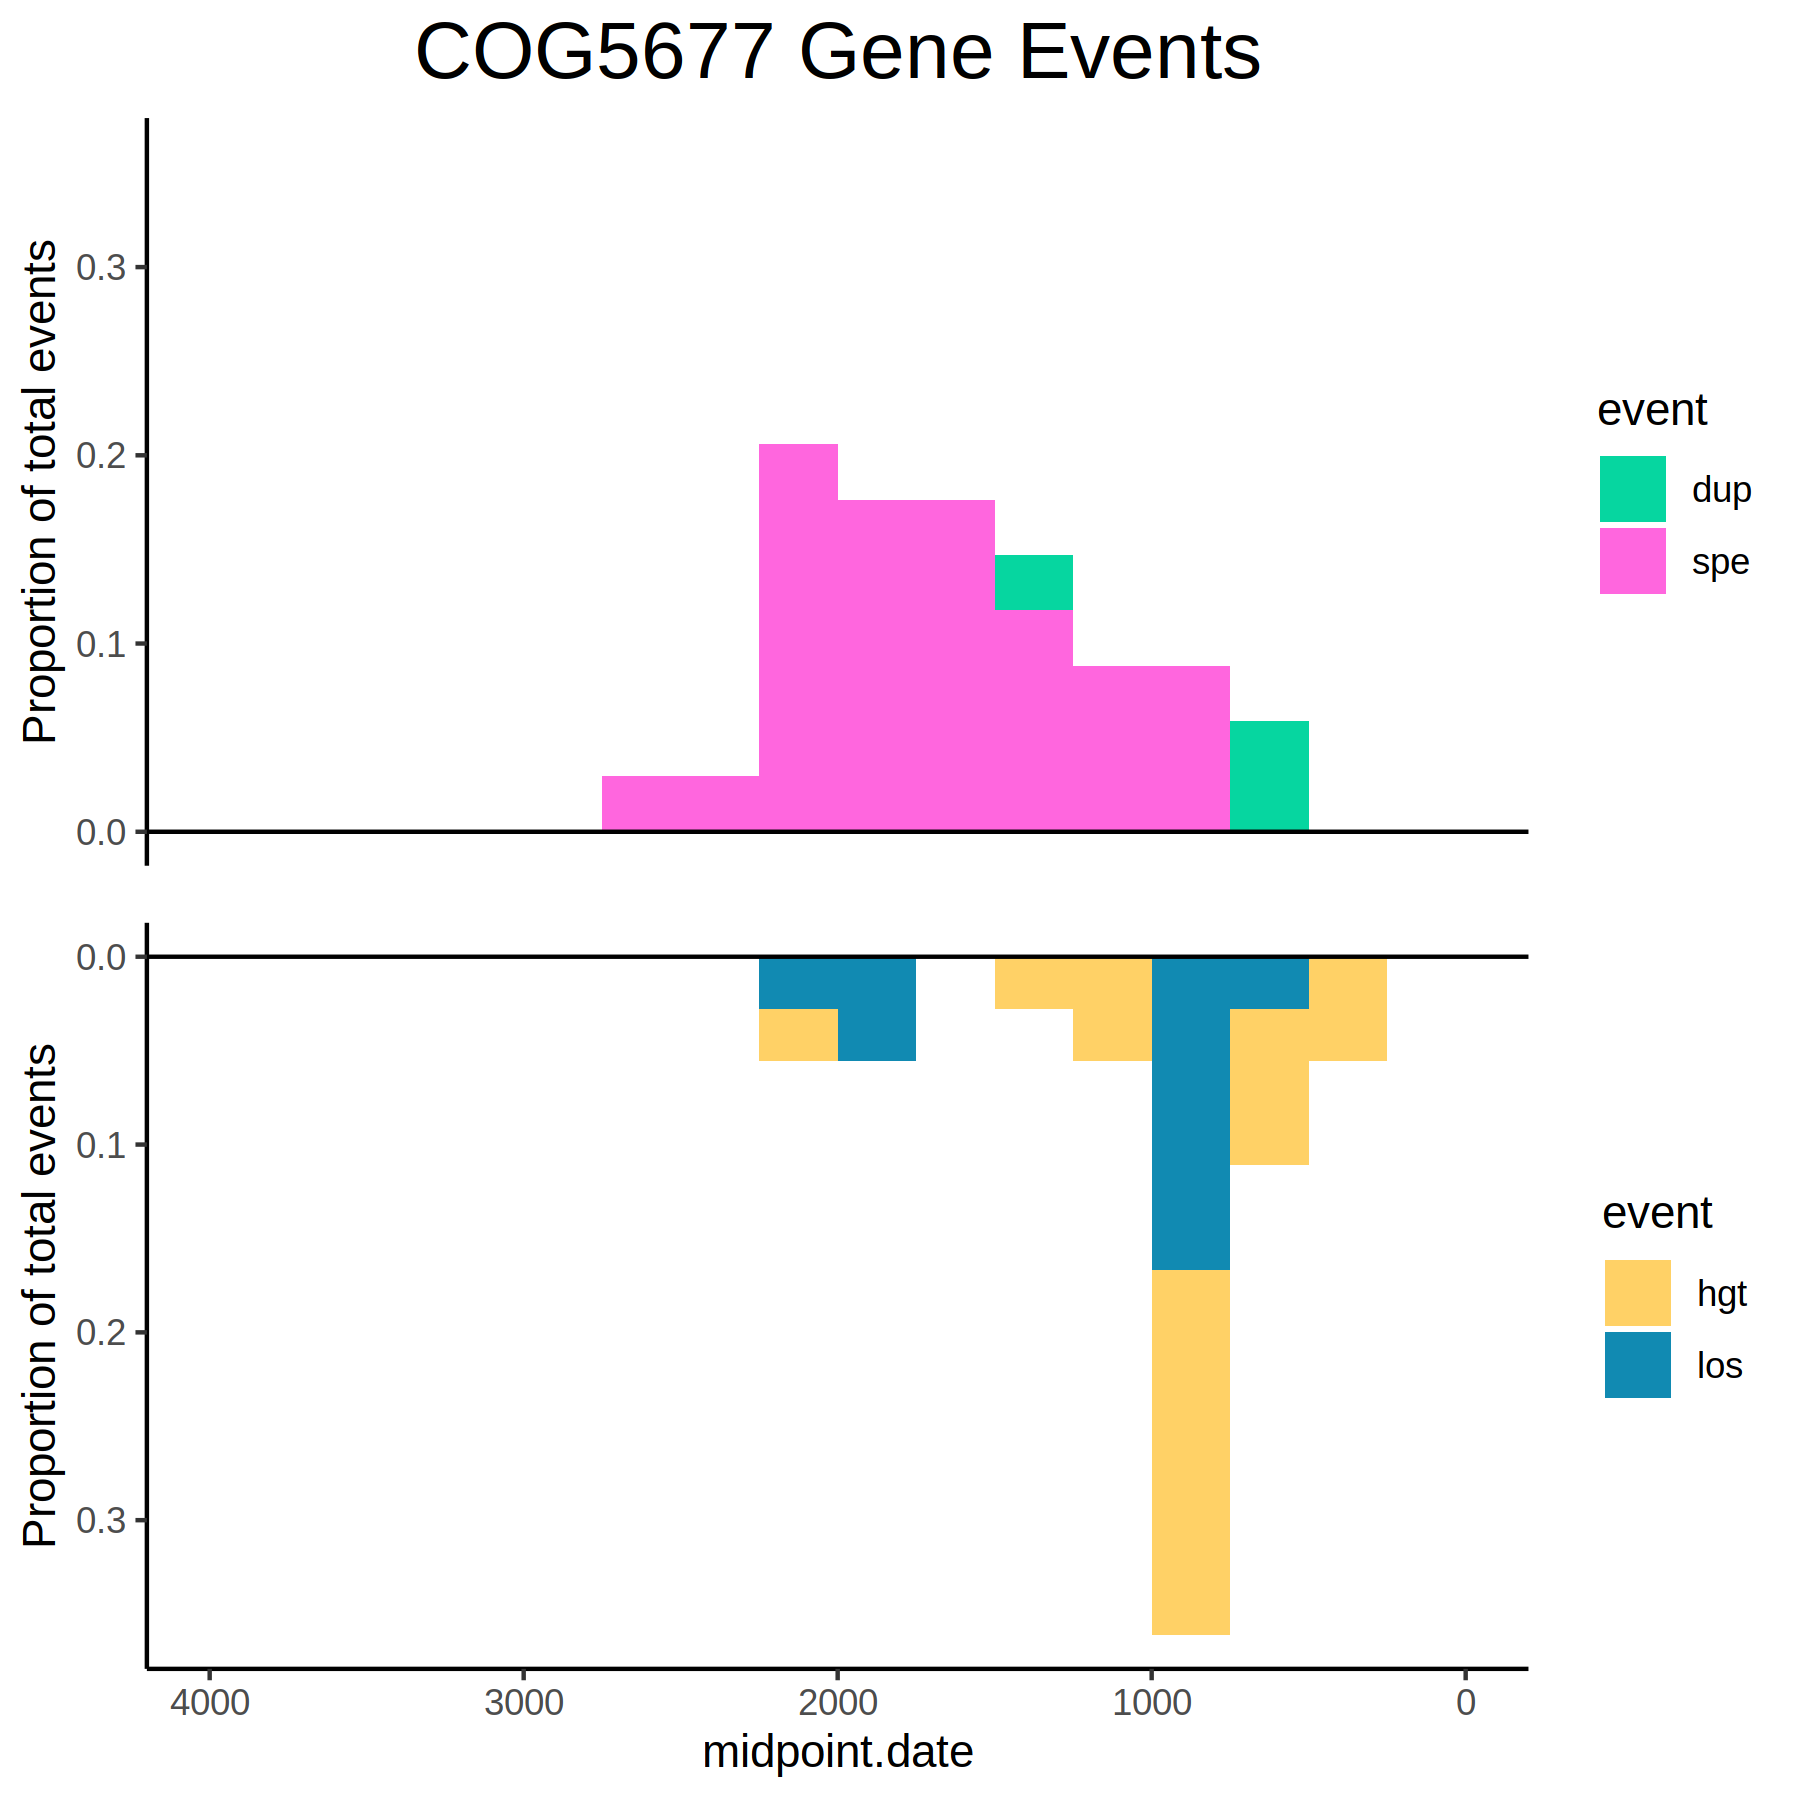 COG5677 Gene Events
Proportion of total events
0.3
0.2
0.1
0.0
event
dup
spe
Proportion of total events
0.0
0.1
0.2
0.3
event
hgt
los
4000 3000 2000 1000 0
midpoint.date